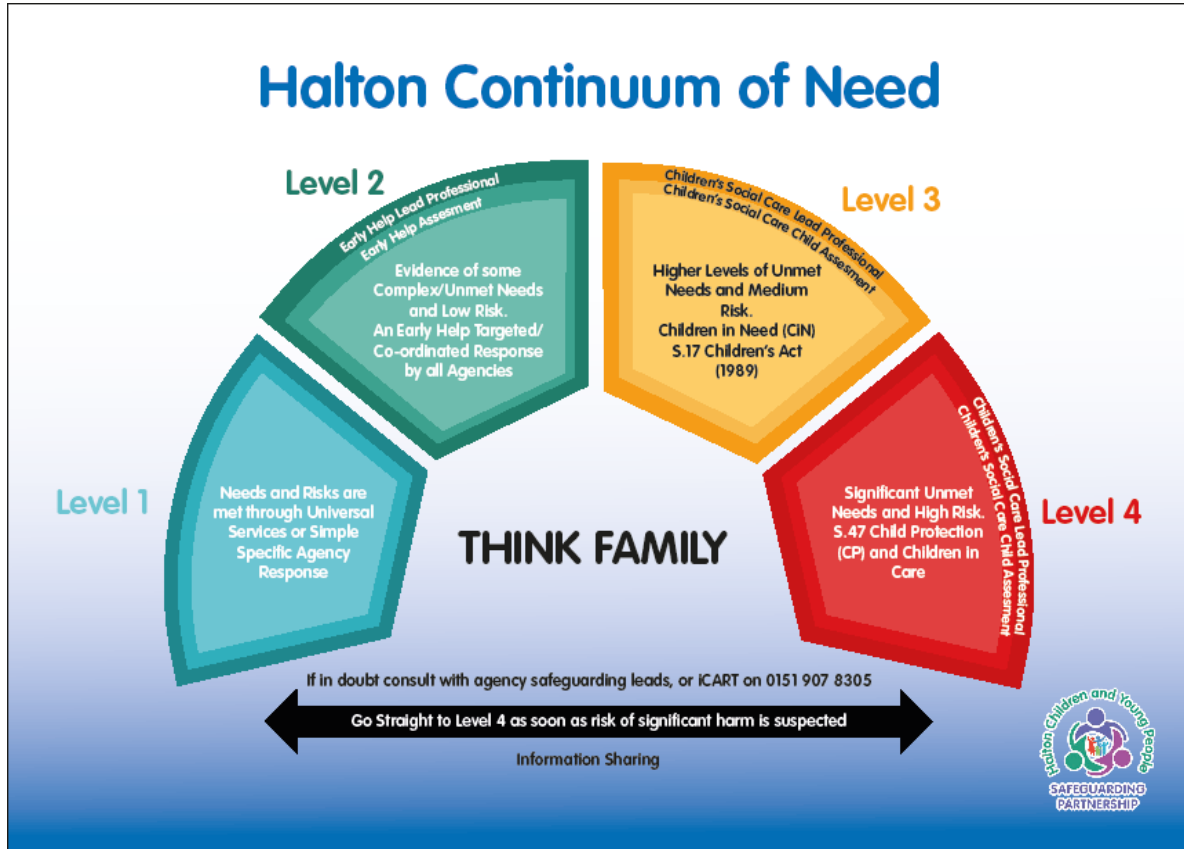 Halton Continuum of Need
Level 1
Needs and Risks are
met through Universal
Services or Simple
Specific Agency
Response
Level 2
Early Help Lead Professional
Early Help Assesment
Evidence of some
Complex/Unmet Needs
and Low Risk.
An Early Help Targeted/
Co-ordinated Response
by all Agencies
Level 3
Children's Social Care Lead Professional
Children's Social Care Child Assesment
Higher Levels of Unmet
Needs and Medium
Risk.
Children in Need (CiN)
S.17 Children's Act
(1989)
Level 4
Children's Social Care Lead Professional
Children's Social Care Child Assesment
Significant Unmet
Needs and High Risk.
S.47 Child Protection
(CP) and Children in
Care
THINK FAMILY
If in doubt consult with agency safeguarding leads, or iCART on 0151 907 8305
Go Straight to Level 4 as soon as risk of significant harm is suspected
Information Sharing
Halton Children and Young People
SAFEGUARDING
PARTNERSHIP